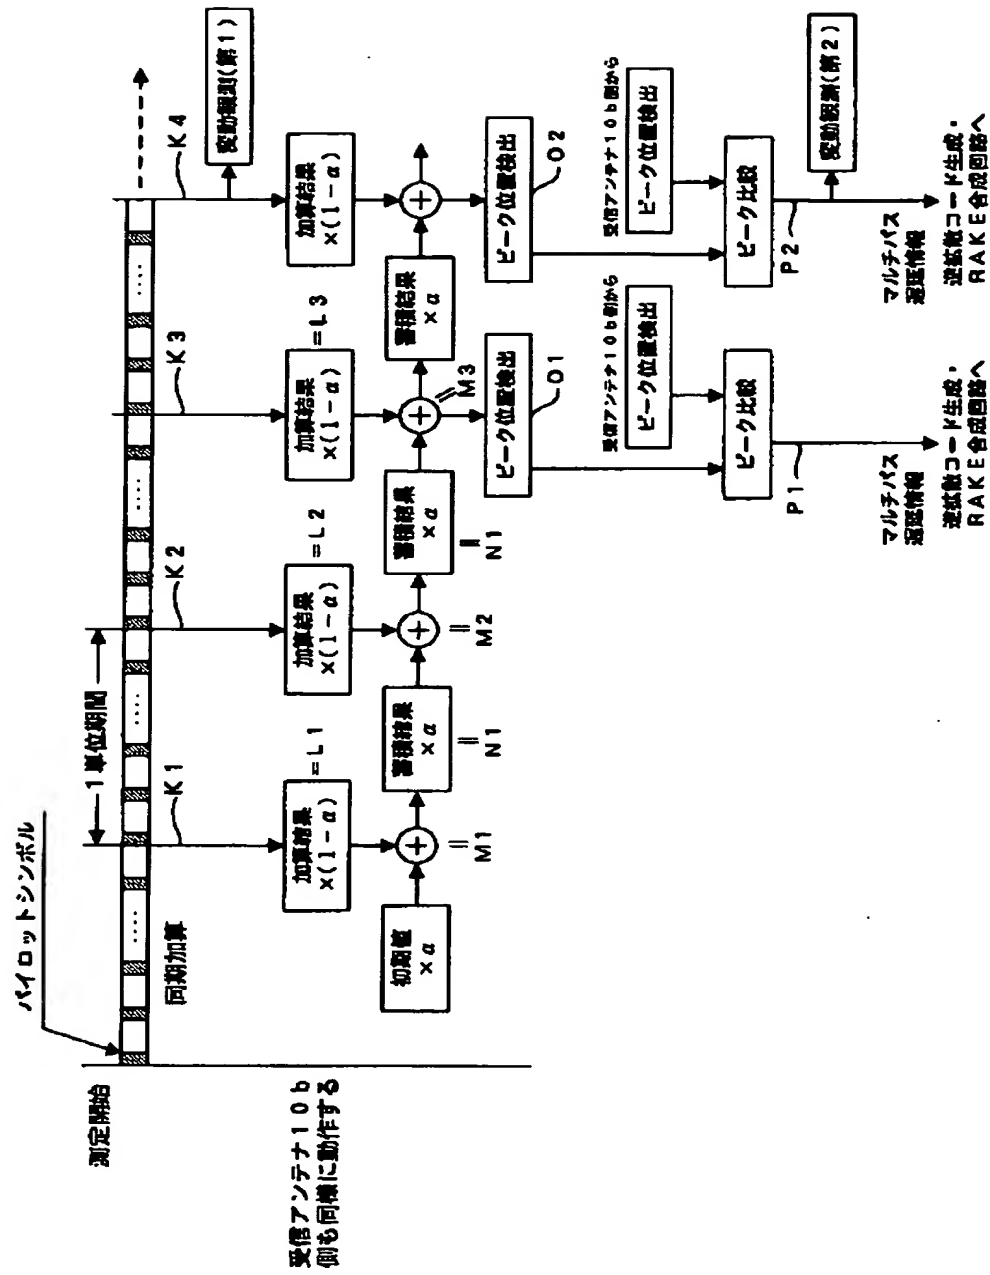 パイロットシンボル
測定開始
1単位期間
同期加算
K1
K2
K3
K4
変動観測(第1)
受信アンテナ10b
側も同様に動作する
加算結果
×(1-α)
=L1
加算結果
×(1-α)
=L2
加算結果
×(1-α)
=L3
加算結果
×(1-α)
初期値
×α
+
=M1
蓄積結果
×α
=N1
+
=M2
蓄積結果
×α
=N1
+
=M3
蓄積結果
×α
+
ピーク位置検出
O1
ピーク位置検出
O2
受信アンテナ10b側から
ピーク位置検出
受信アンテナ10b側から
ピーク位置検出
ピーク比較
P1
ピーク比較
P2
変動観測(第2)
マルチパス
遅延情報
逆拡散コード生成・
RAKE合成回路へ
マルチパス
遅延情報
逆拡散コード生成・
RAKE合成回路へ